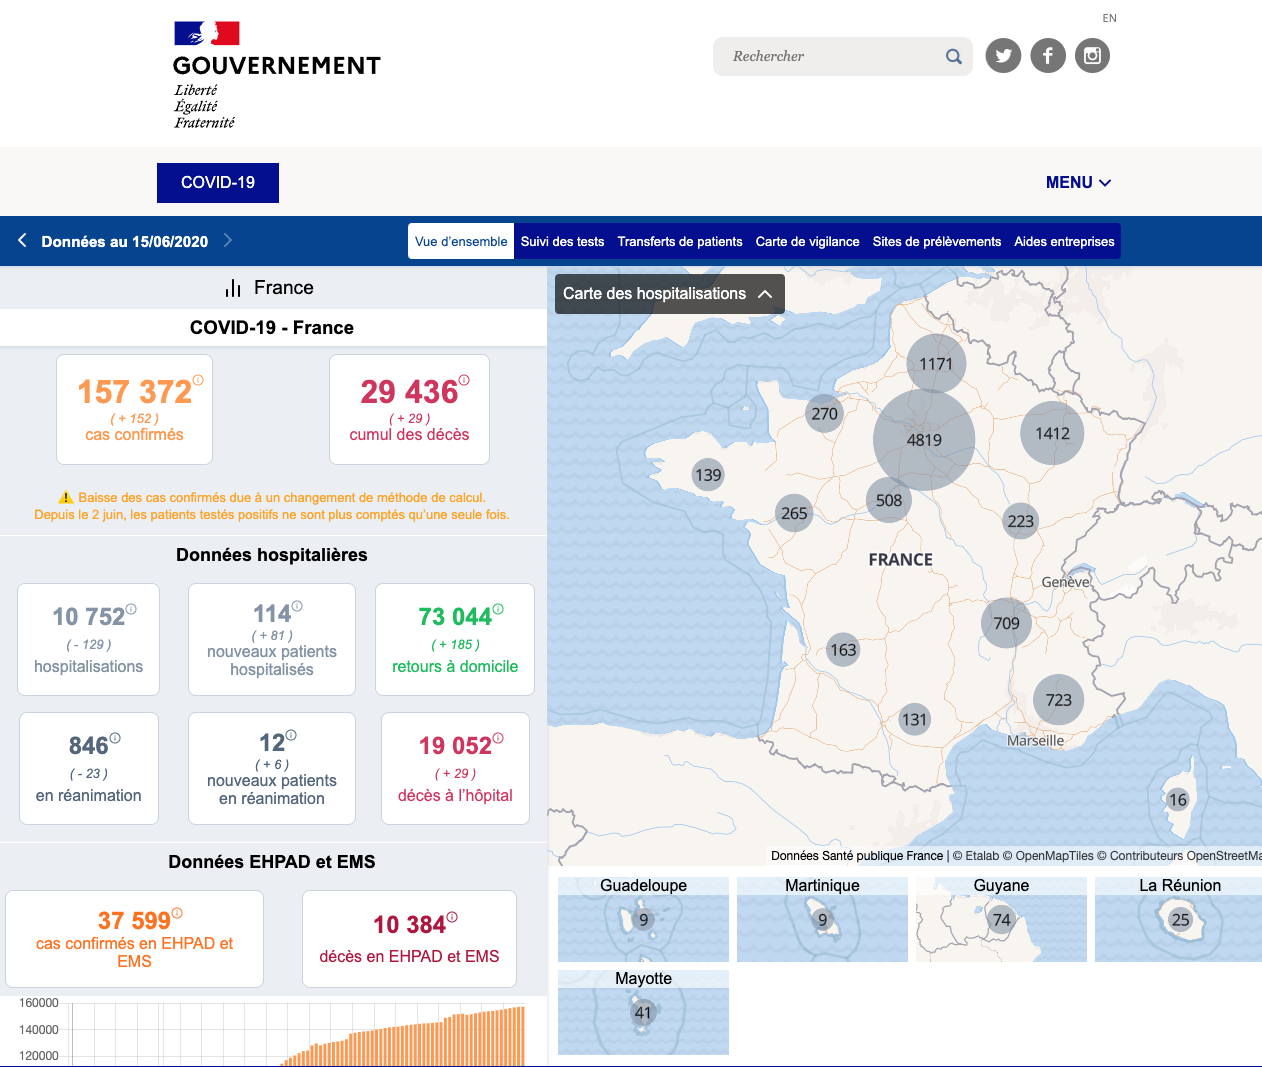 EN
GOUVERNEMENT
Liberté
Égalité
Fraternité
Rechercher
COVID-19
MENU
Données au 15/06/2020
Vue d'ensemble
Suivi des tests
Transferts de patients
Carte de vigilance
Sites de prélèvements
Aides entreprises
France
COVID-19 - France
157 372
( + 152 )
cas confirmés
29 436
( + 29 )
cumul des décès
Baisse des cas confirmés due à un changement de méthode de calcul.
Depuis le 2 juin, les patients testés positifs ne sont plus comptés qu'une seule fois.
Données hospitalières
10 752
( - 129 )
hospitalisations
114
( + 81 )
nouveaux patients
hospitalisés
73 044
( + 185 )
retours à domicile
846
( - 23 )
en réanimation
12
( + 6 )
nouveaux patients
en réanimation
19 052
( + 29 )
décès à l'hôpital
Données EHPAD et EMS
37 599
cas confirmés en EHPAD et
EMS
10 384
décès en EHPAD et EMS
160000
140000
120000
Carte des hospitalisations
1171
270
4819
1412
139
508
265
223
FRANCE
Genève
709
163
723
131
Marseille
16
Données Santé publique France | © Etalab © OpenMapTiles © Contributeurs OpenStreetMa
Guadeloupe
9
Martinique
9
Guyane
74
La Réunion
25
Mayotte
41